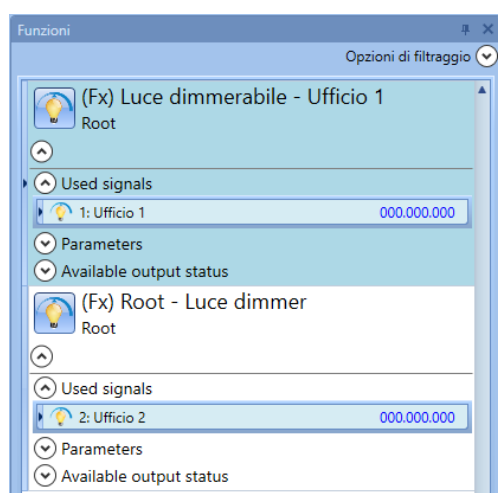 Funzioni
Opzioni di filtraggio
(Fx) Luce dimmerabile - Ufficio 1
Root
Used signals
1: Ufficio 1 000.000.000
Parameters
Available output status
(Fx) Root - Luce dimmer
Root
Used signals
2: Ufficio 2 000.000.000
Parameters
Available output status